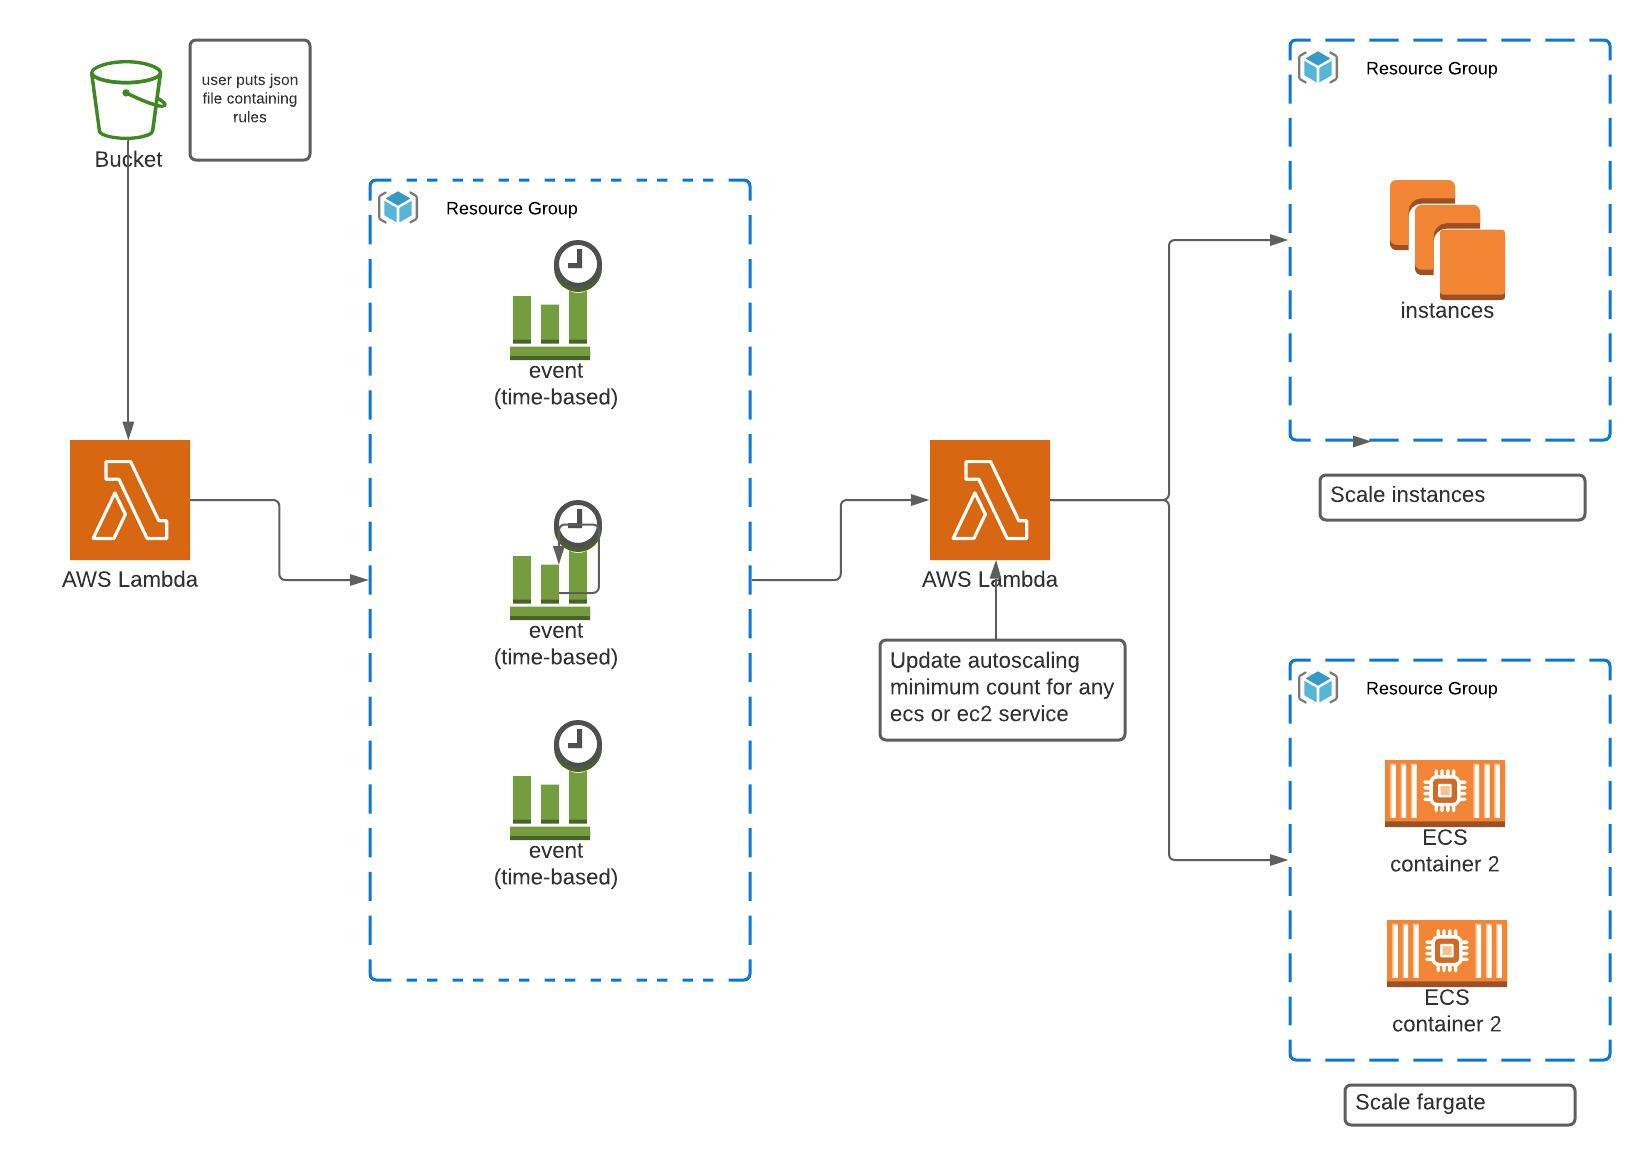 user puts json
file containing
rules
Bucket
Resource Group
event
(time-based)
event
(time-based)
event
(time-based)
AWS Lambda
AWS Lambda
Update autoscaling
minimum count for any
ecs or ec2 service
Resource Group
instances
Scale instances
Resource Group
ECS
container 2
ECS
container 2
Scale fargate